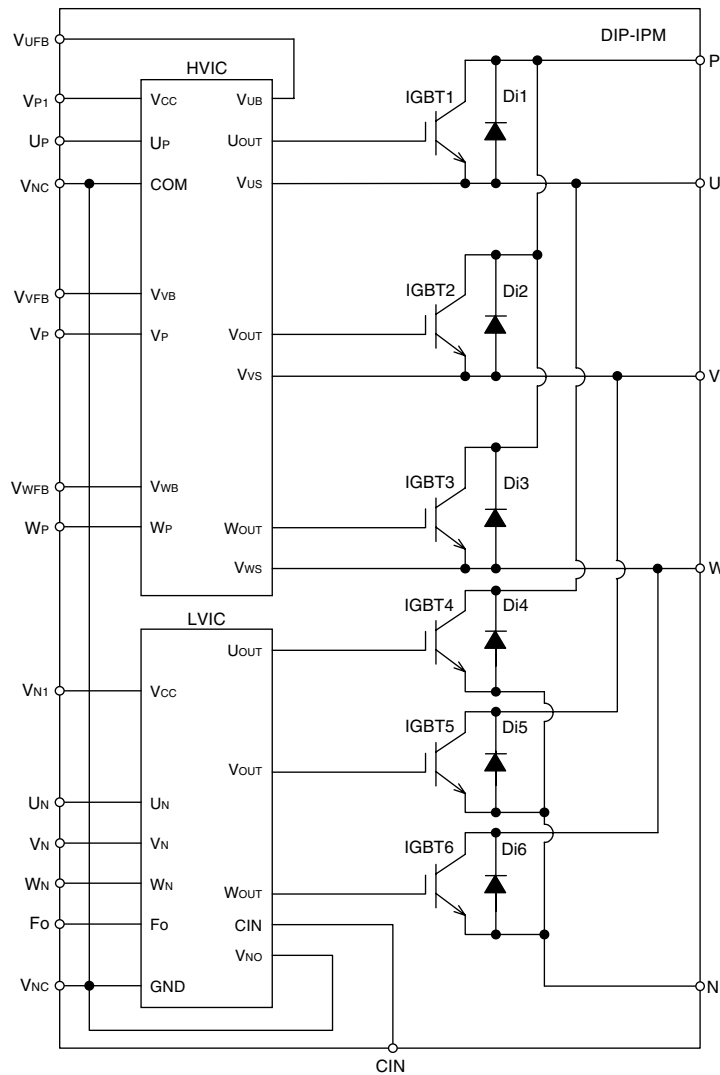 DIP-IPM
VUFB
HVIC
P
VP1
VCC
VUB
IGBT1
Di1
UP
UP
UOUT
VNC
COM
VUS
U
VVFB
VVB
IGBT2
Di2
VP
VP
VOUT
VVS
V
VWFB
VWB
IGBT3
Di3
WP
WP
WOUT
VWS
W
LVIC
IGBT4
Di4
UOUT
VN1
VCC
IGBT5
Di5
VOUT
UN
UN
VN
VN
IGBT6
Di6
WN
WN
WOUT
Fo
Fo
CIN
VNO
VNC
GND
N
CIN